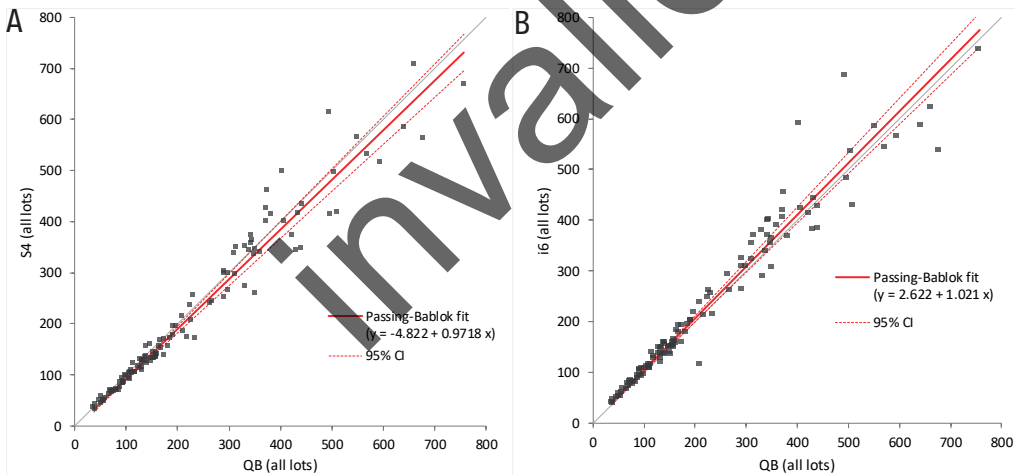 A
800
700
600
500
400
300
200
100
0
S4 (all lots)
0 100 200 300 400 500 600 700 800
QB (all lots)
Passing-Bablok fit
(y = -4.822 + 0.9718 x)
95% CI
B
800
700
600
500
400
300
200
100
0
i6 (all lots)
0 100 200 300 400 500 600 700 800
QB (all lots)
Passing-Bablok fit
(y = 2.622 + 1.021 x)
95% CI